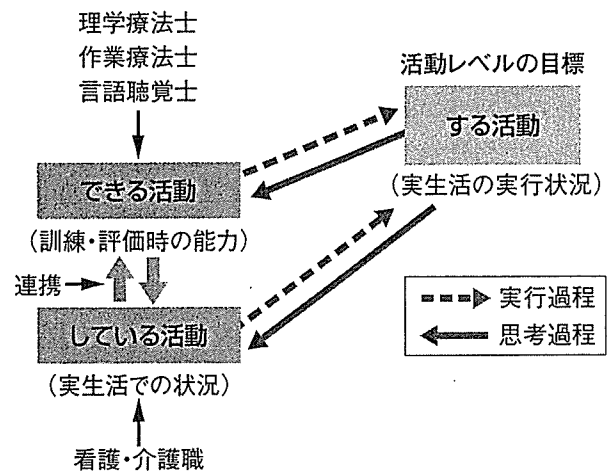 理学療法士
作業療法士
言語聴覚士
活動レベルの目標
する活動
(実生活の実行状況)
できる活動
(訓練・評価時の能力)
連携
している活動
(実生活での状況)
看護・介護職
実行過程
思考過程